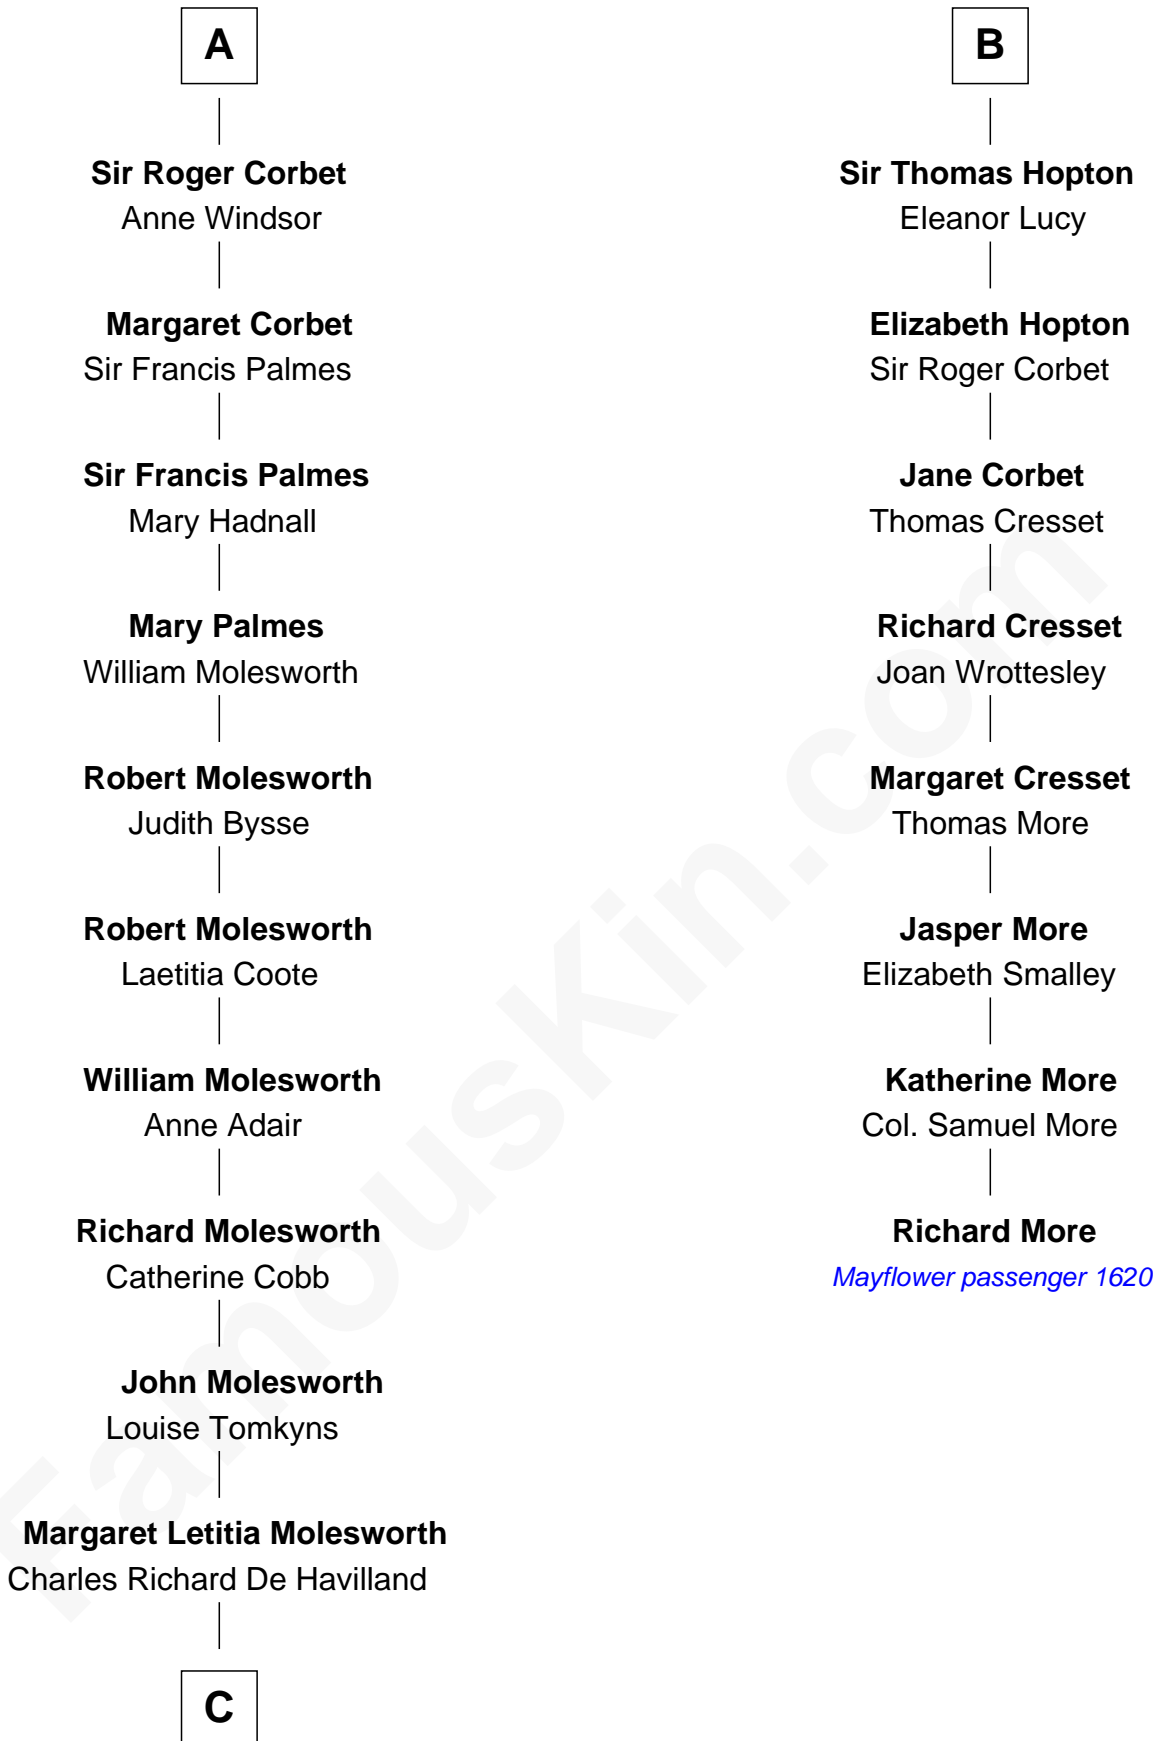 A
Sir Roger Corbet
Anne Windsor
Margaret Corbet
Sir Francis Palmes
Sir Francis Palmes
Mary Hadnall
Mary Palmes
William Molesworth
Robert Molesworth
Judith Bysse
Robert Molesworth
Laetitia Coote
William Molesworth
Anne Adair
Richard Molesworth
Catherine Cobb
John Molesworth
Louise Tomkyns
Margaret Letitia Molesworth
Charles Richard De Havilland
C
B
Sir Thomas Hopton
Eleanor Lucy
Elizabeth Hopton
Sir Roger Corbet
Jane Corbet
Thomas Cresset
Richard Cresset
Joan Wrottesley
Margaret Cresset
Thomas More
Jasper More
Elizabeth Smalley
Katherine More
Col. Samuel More
Richard More
Mayflower passenger 1620
FamousKin.com